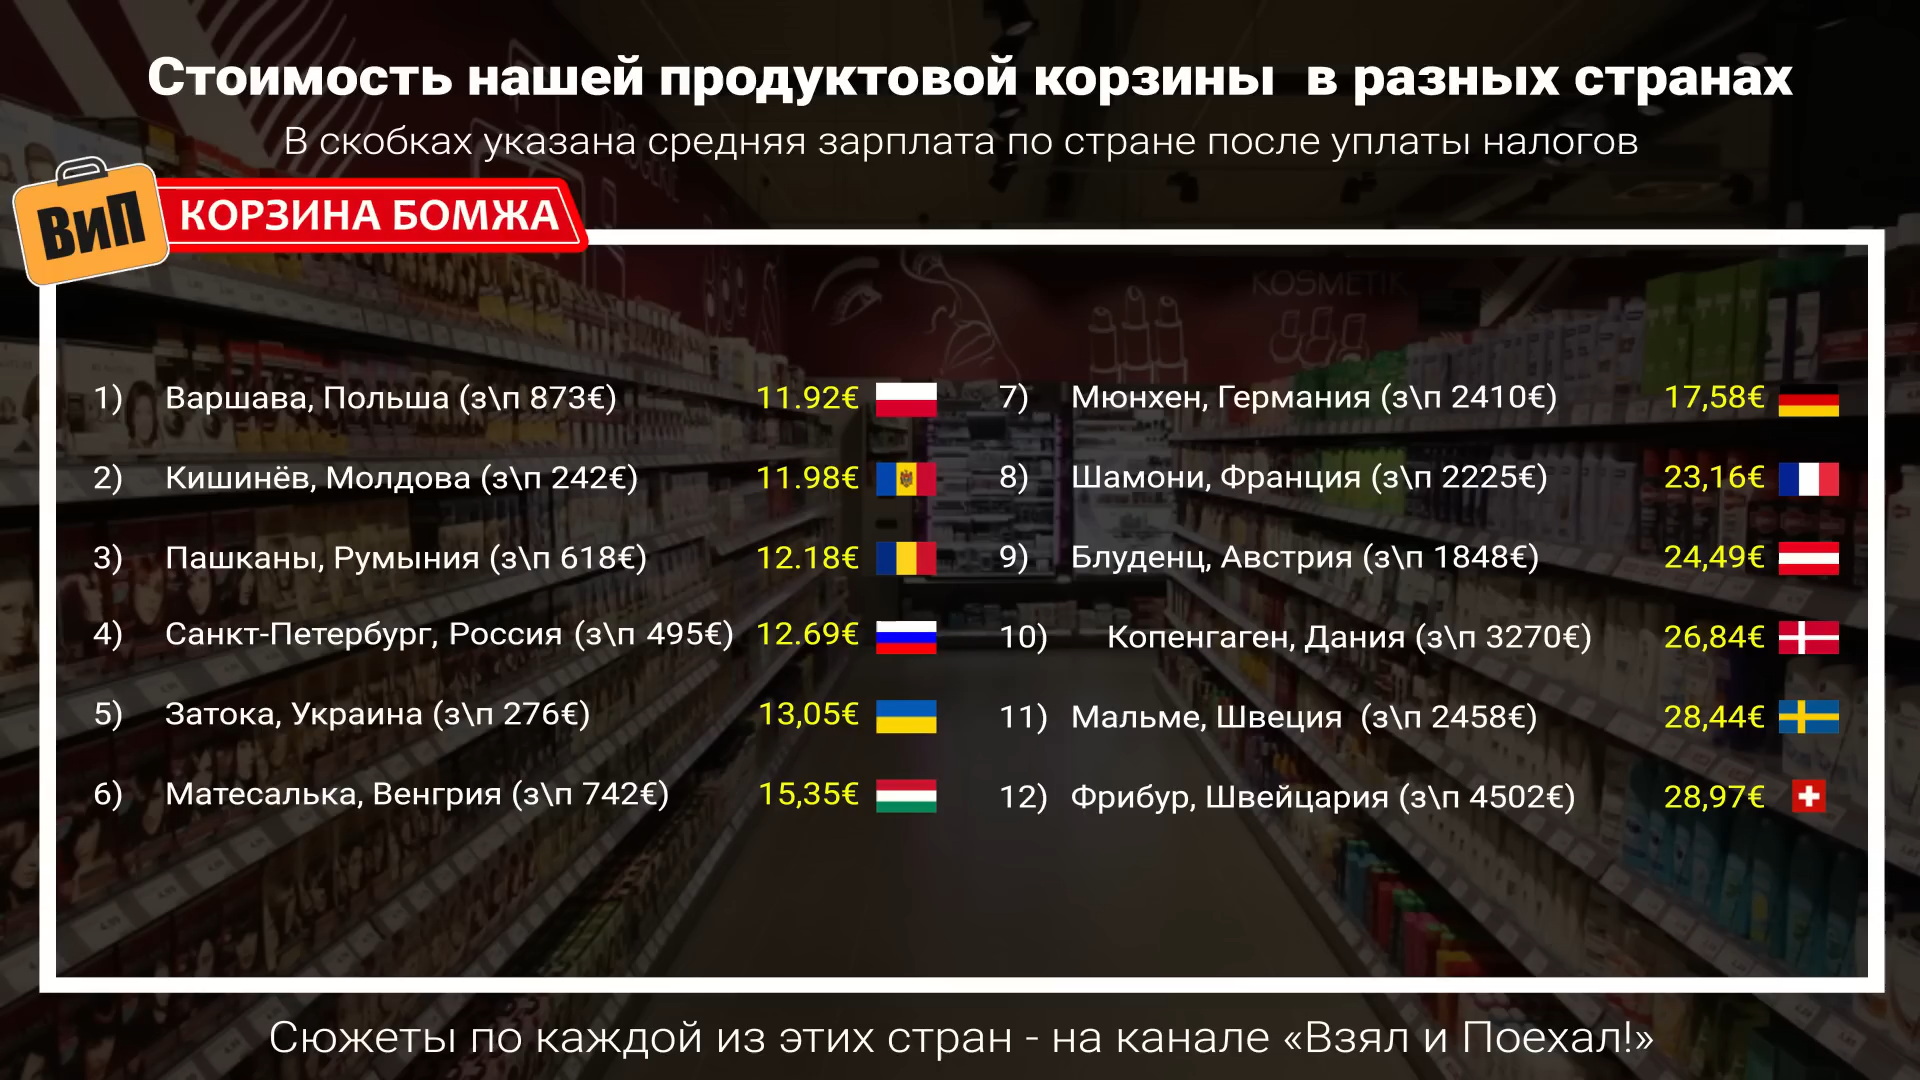 Стоимость нашей продуктовой корзины  в разных странах
В скобках указана средняя зарплата по стране после уплаты налогов
ВиП
КОРЗИНА БОМЖА
KOSMETIK
1) Варшава, Польша (з\п 873€) 11.92€
2) Кишинёв, Молдова (з\п 242€) 11.98€
3) Пашканы, Румыния (з\п 618€) 12.18€
4) Санкт-Петербург, Россия (з\п 495€) 12.69€
5) Затока, Украина (з\п 276€) 13,05€
6) Матесалька, Венгрия (з\п 742€) 15,35€
7) Мюнхен, Германия (з\п 2410€) 17,58€
8) Шамони, Франция (з\п 2225€) 23,16€
9) Блуденц, Австрия (з\п 1848€) 24,49€
10) Копенгаген, Дания (з\п 3270€) 26,84€
11) Мальме, Швеция  (з\п 2458€) 28,44€
12) Фрибур, Швейцария (з\п 4502€) 28,97€
Сюжеты по каждой из этих стран - на канале «Взял и Поехал!»